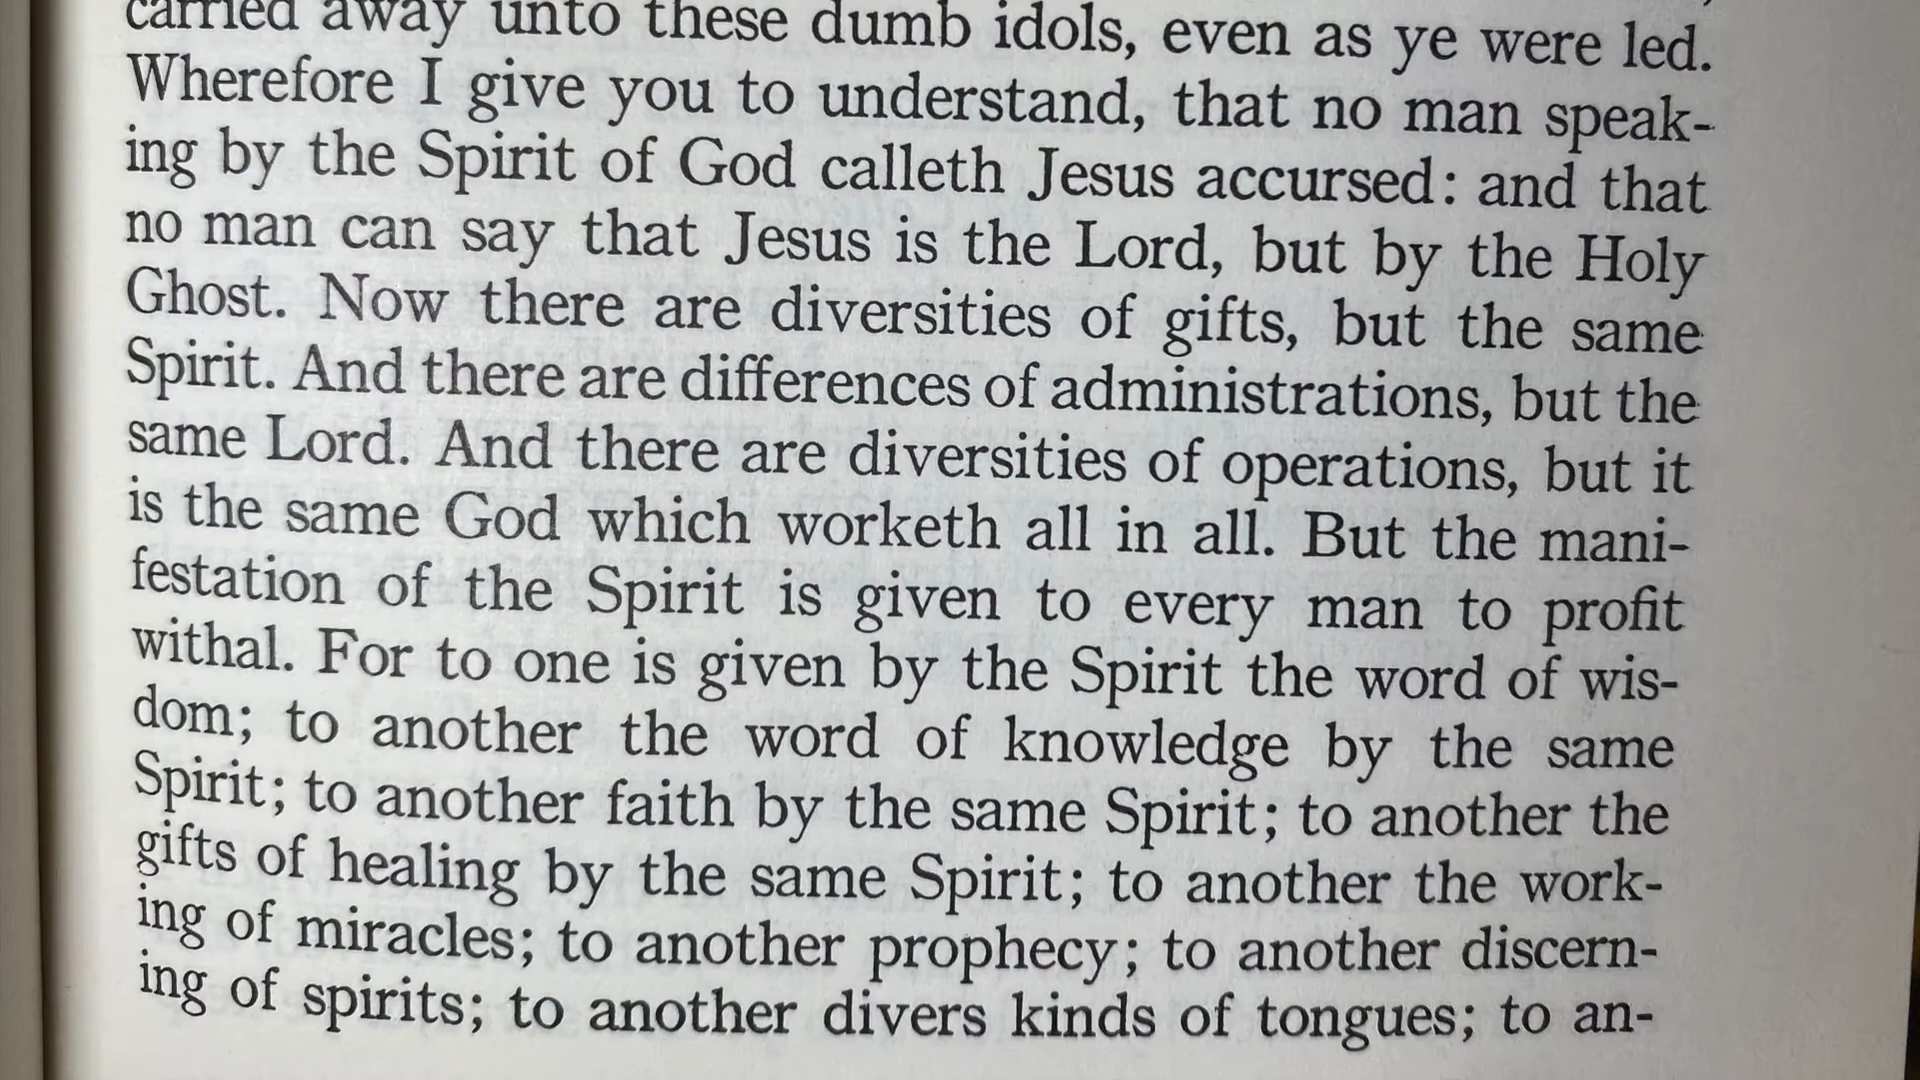 carried away unto these dumb idols, even as ye were led.
Wherefore I give you to understand, that no man speak-
ing by the Spirit of God calleth Jesus accursed: and that
no man can say that Jesus is the Lord, but by the Holy
Ghost. Now there are diversities of gifts, but the same
Spirit. And there are differences of administrations, but the
same Lord. And there are diversities of operations, but it
is the same God which worketh all in all. But the mani-
festation of the Spirit is given to every man to profit
withal. For to one is given by the Spirit the word of wis-
dom; to another the word of knowledge by the same
Spirit; to another faith by the same Spirit; to another the
gifts of healing by the same Spirit; to another the work-
ing of miracles; to another prophecy; to another discern-
ing of spirits; to another divers kinds of tongues; to an-